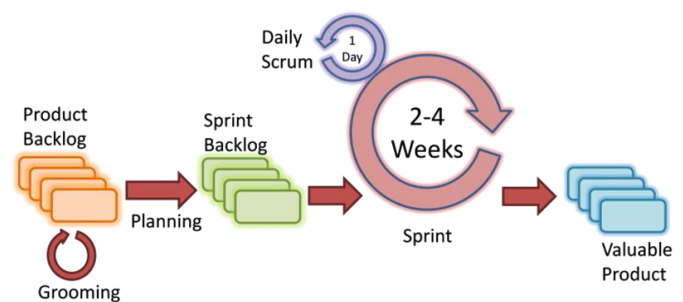 Daily
Scrum
1
Day
Product
Backlog
Sprint
Backlog
2-4
Weeks
Planning
Sprint
Grooming
Valuable
Product